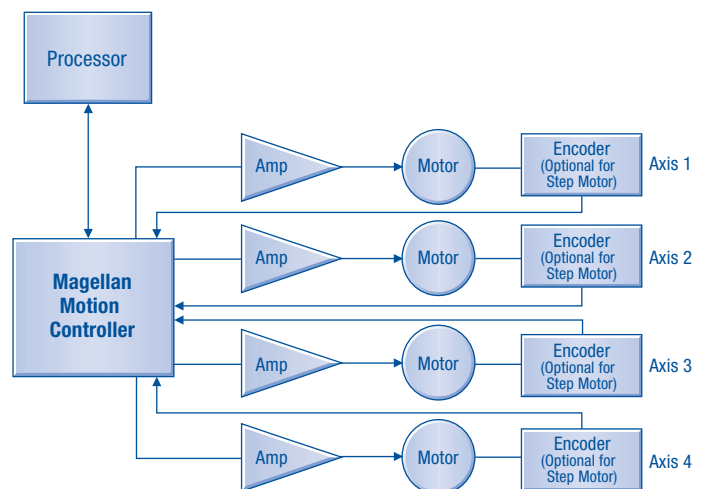 Processor
Amp
Motor
Encoder
(Optional for
Step Motor)
Axis 1
Magellan
Motion
Controller
Amp
Motor
Encoder
(Optional for
Step Motor)
Axis 2
Amp
Motor
Encoder
(Optional for
Step Motor)
Axis 3
Amp
Motor
Encoder
(Optional for
Step Motor)
Axis 4